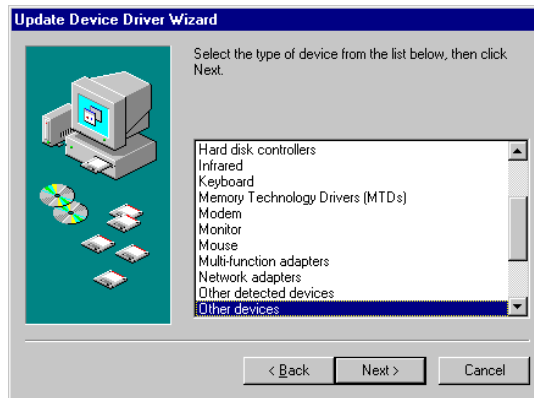 Update Device Driver Wizard
Select the type of device from the list below, then click
Next.
Hard disk controllers
Infrared
Keyboard
Memory Technology Drivers (MTDs)
Modem
Monitor
Mouse
Multi-function adapters
Network adapters
Other detected devices
Other devices
< Back
Next >
Cancel